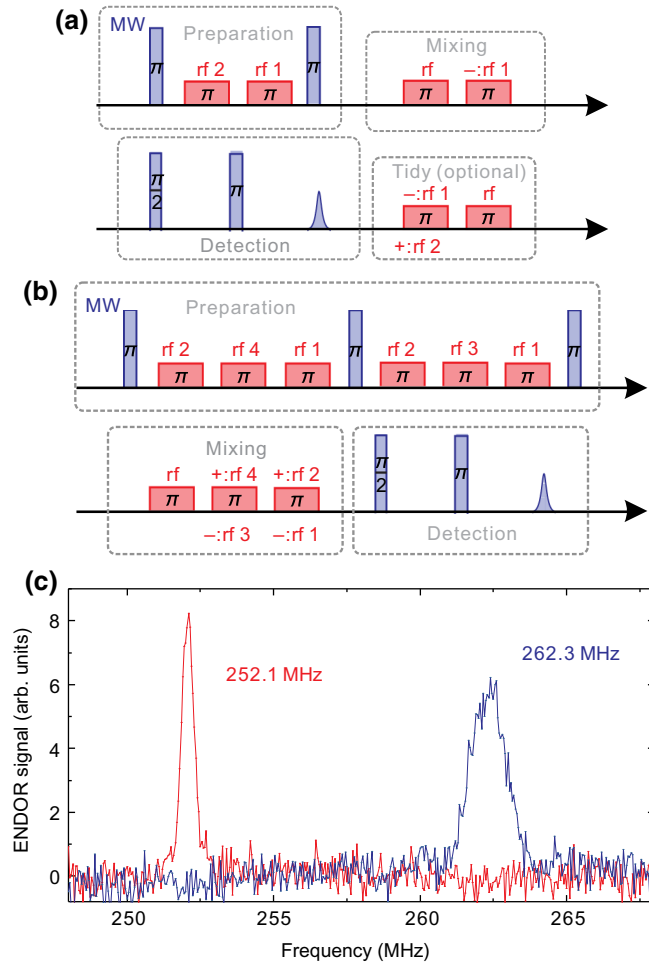 (a)
MW Preparation Mixing
rf 2 rf 1 rf –:rf 1
π π π π π π
Tidy (optional)
–:rf 1 rf
π/2 π π π
Detection +:rf 2
(b)
MW Preparation
rf 2 rf 4 rf 1 rf 2 rf 3 rf 1
π π π π π π π π π
Mixing
rf +:rf 4 +:rf 2
π π π π/2 π
–:rf 3 –:rf 1 Detection
(c)
8
252.1 MHz 262.3 MHz
6
4
2
0
ENDOR signal (arb. units)
250 255 260 265
Frequency (MHz)